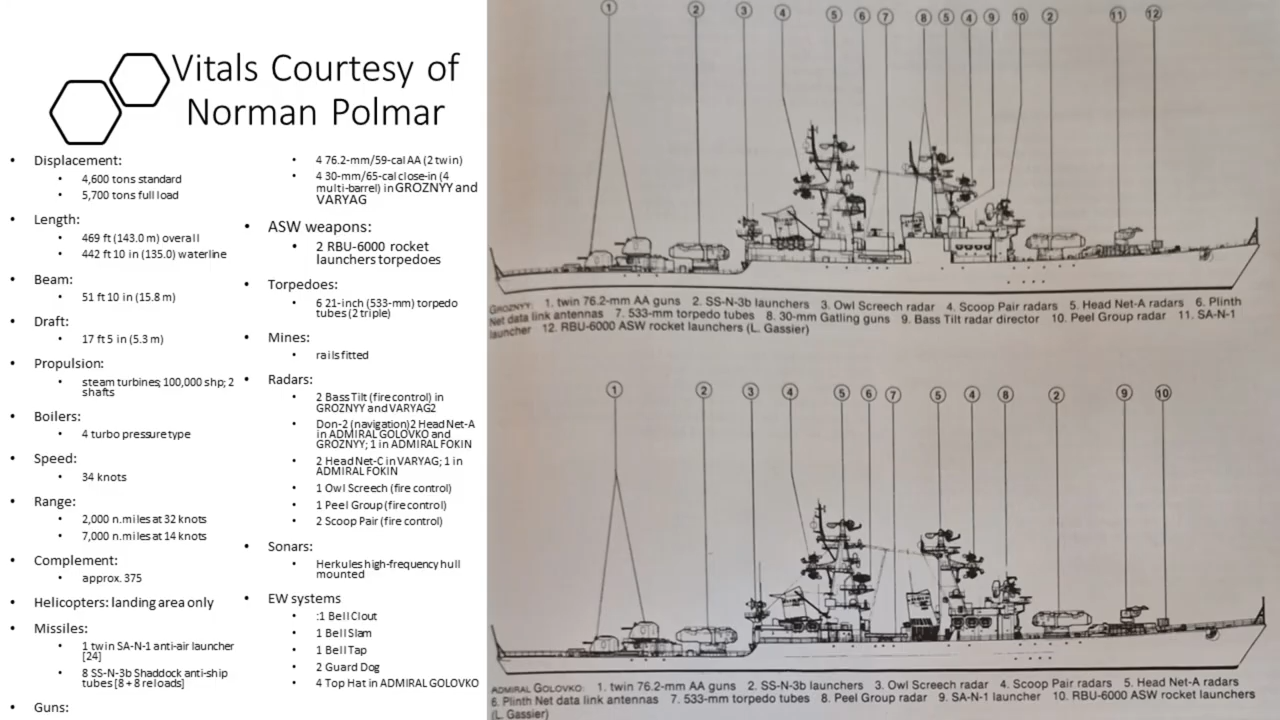 Vitals Courtesy of
Norman Polmar
• Displacement:
• 4,600 tons standard
• 5,700 tons full load
• Length:
• 469 ft (143.0 m) overall
• 442 ft 10 in (135.0) waterline
• Beam:
• 51 ft 10 in (15.8 m)
• Draft:
• 17 ft 5 in (5.3 m)
• Propulsion:
• steam turbines; 100,000 shp; 2
shafts
• Boilers:
• 4 turbo pressure type
• Speed:
• 34 knots
• Range:
• 2,000 n.miles at 32 knots
• 7,000 n.miles at 14 knots
• Complement:
• approx. 375
• Helicopters: landing area only
• Missiles:
• 1 twin SA-N-1 anti-air launcher
[24]
• 8 SS-N-3b Shaddock anti-ship
tubes [8 + 8 reloads]
• Guns:
• 4 76.2-mm/59-cal AA (2 twin)
• 4 30-mm/65-cal close-in (4
multi-barrel) in GROZNYY and
VARYAG
• ASW weapons:
• 2 RBU-6000 rocket
launchers torpedoes
• Torpedoes:
• 6 21-inch (533-mm) torpedo
tubes (2 triple)
• Mines:
• rails fitted
• Radars:
• 2 Bass Tilt (fire control) in
GROZNYY and VARYAG2
• Don-2 (navigation)2 Head Net-A
in ADMIRAL GOLOVKO and
GROZNYY; 1 in ADMIRAL FOKIN
• 2 Head Net-C in VARYAG; 1 in
ADMIRAL FOKIN
• 1 Owl Screech (fire control)
• 1 Peel Group (fire control)
• 2 Scoop Pair (fire control)
• Sonars:
• Herkules high-frequency hull
mounted
• EW systems
• :1 Bell Clout
• 1 Bell Slam
• 1 Bell Tap
• 2 Guard Dog
• 4 Top Hat in ADMIRAL GOLOVKO
1 2 3 4 5 6 7 8 5 4 9 10 2 11 12
GROZNYY: 1. twin 76.2-mm AA guns 2. SS-N-3b launchers 3. Owl Screech radar 4. Scoop Pair radars 5. Head Net-A radars 6. Plinth
Net data link antennas 7. 533-mm torpedo tubes 8. 30-mm Gatling guns 9. Bass Tilt radar director 10. Peel Group radar 11. SA-N-1
launcher 12. RBU-6000 ASW rocket launchers (L. Gassier)
1 2 3 4 5 6 7 5 4 8 2 9 10
ADMIRAL GOLOVKO: 1. twin 76.2-mm AA guns 2. SS-N-3b launchers 3. Owl Screech radar 4. Scoop Pair radars 5. Head Net-A radars
6. Plinth Net data link antennas 7. 533-mm torpedo tubes 8. Peel Group radar 9. SA-N-1 launcher 10. RBU-6000 ASW rocket launchers
(L. Gassier)